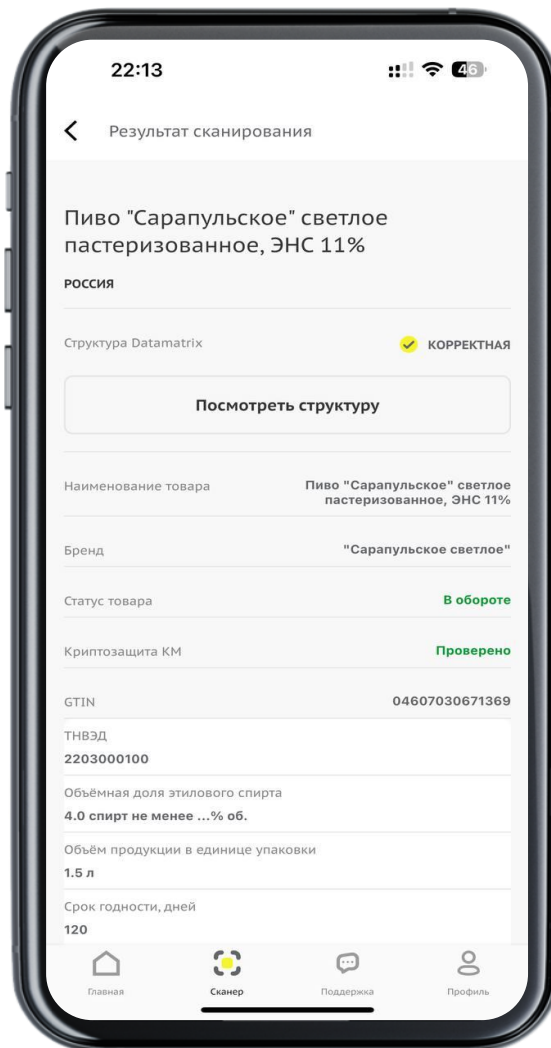 22:13
46
Результат сканирования
Пиво "Сарапульское" светлое
пастеризованное, ЭНС 11%
РОССИЯ
Структура Datamatrix
КОРРЕКТНАЯ
Посмотреть структуру
Наименование товара
Пиво "Сарапульское" светлое
пастеризованное, ЭНС 11%
Бренд
"Сарапульское светлое"
Статус товара
В обороте
Криптозащита КМ
Проверено
GTIN
04607030671369
ТНВЭД
2203000100
Объёмная доля этилового спирта
4.0 спирт не менее ...% об.
Объём продукции в единице упаковки
1.5 л
Срок годности, дней
120
Главная
Сканер
Поддержка
Профиль